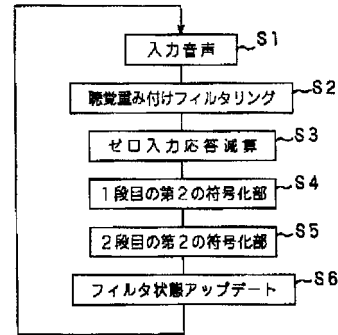 入力音声 S1
聴覚重み付けフィルタリング S2
ゼロ入力応答減算 S3
1段目の第2の符号化部 S4
2段目の第2の符号化部 S5
フィルタ状態アップデート S6